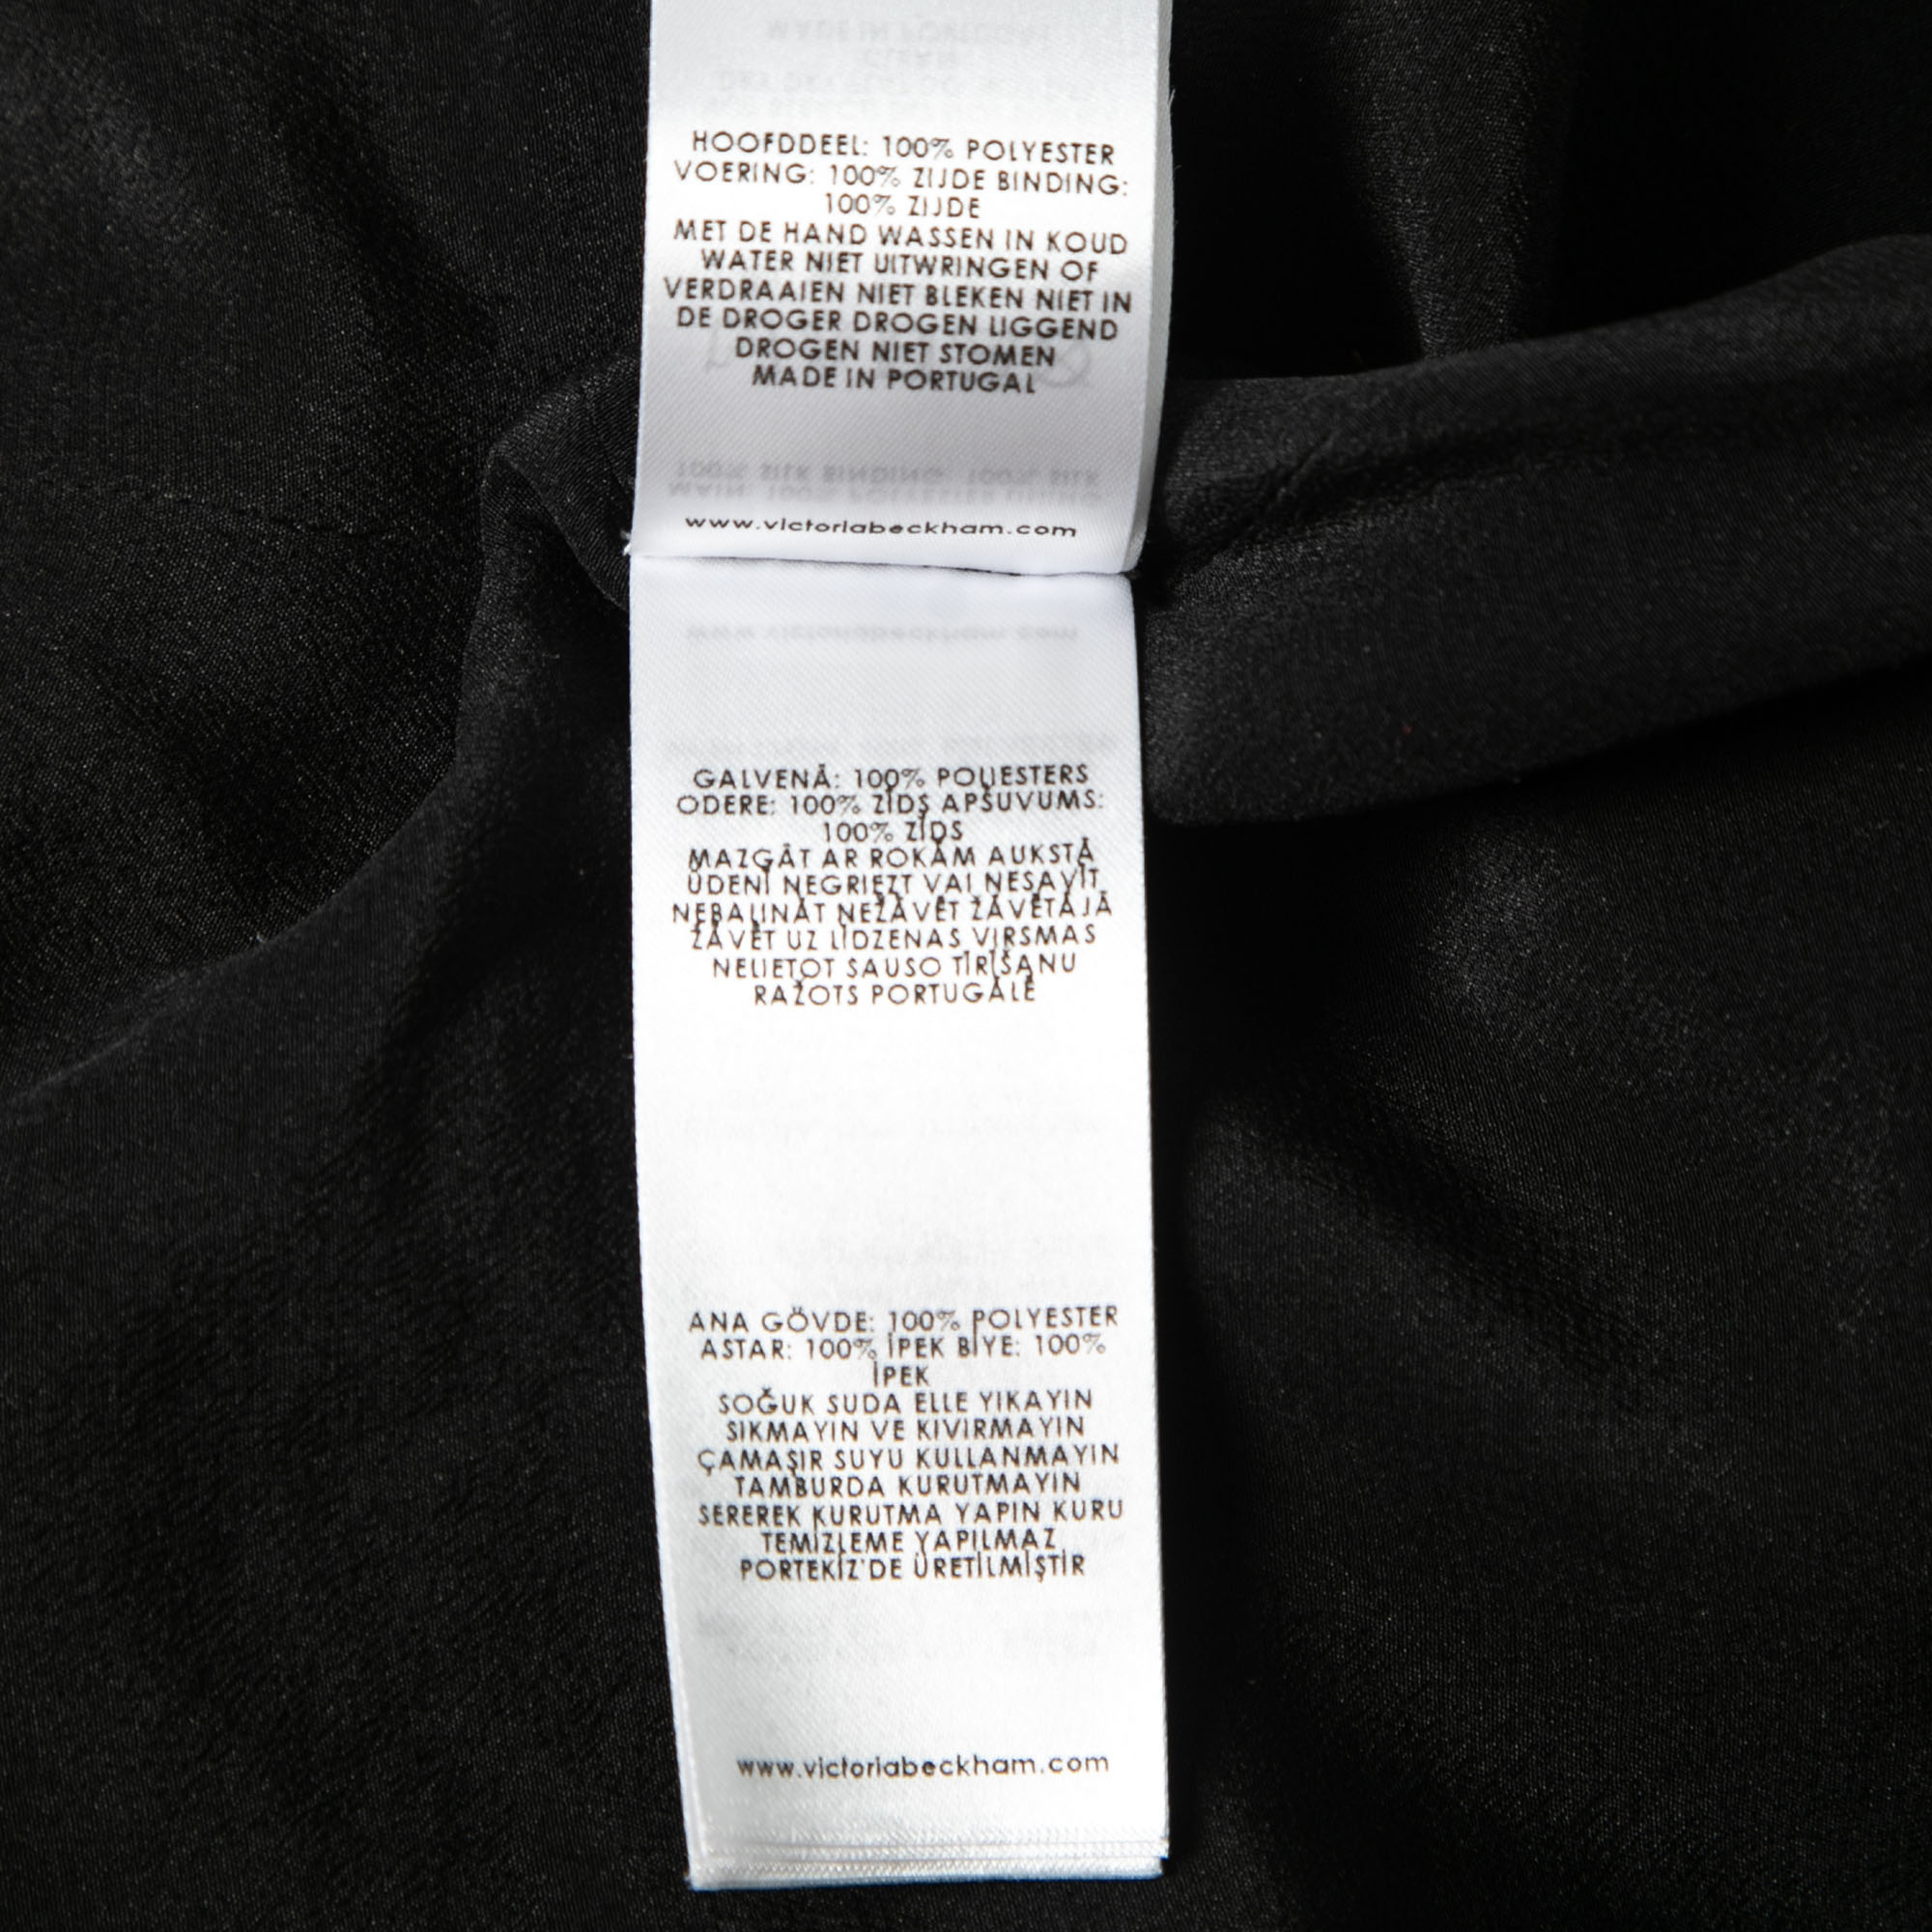 HOOFDDEEL: 100% POLYESTER
VOERING: 100% ZIJDE BINDING:
100% ZIJDE
MET DE HAND WASSEN IN KOUD
WATER NIET UITWRINGEN OF
VERDRAAIEN NIET BLEKEN NIET IN
DE DROGER DROGEN LIGGEND
DROGEN NIET STOMEN
MADE IN PORTUGAL
www.victoriabeckham.com
GALVENĀ: 100% POLIESTERS
ODERE: 100% ZĪDS APŠUVUMS:
100% ZĪDS
MAZGĀT AR ROKĀM AUKSTĀ
ŪDENĪ NEGRIEZT VAI NESAVĪT
NEBALINĀT NEŽĀVĒT ŽĀVĒTĀJĀ
ŽĀVĒT UZ LĪDZENAS VIRSMAS
NELIETOT SAUSO TĪRĪŠANU
RAŽOTS PORTUGĀLĒ
ANA GÖVDE: 100% POLYESTER
ASTAR: 100% İPEK BİYE: 100%
İPEK
SOĞUK SUDA ELLE YIKAYIN
SIKMAYIN VE KIVIRMAYIN
ÇAMAŞIR SUYU KULLANMAYIN
TAMBURDA KURUTMAYIN
SEREREK KURUTMA YAPIN KURU
TEMİZLEME YAPILMAZ
PORTEKİZ'DE ÜRETİLMİŞTİR
www.victoriabeckham.com